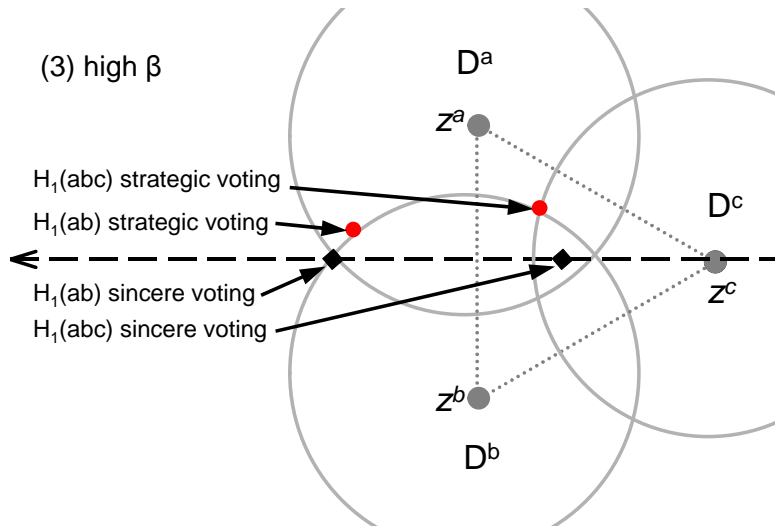 (3) high β
Dᵃ
zᵃ
H₁(abc) strategic voting
H₁(ab) strategic voting
Dᶜ
H₁(ab) sincere voting
zᶜ
H₁(abc) sincere voting
zᵇ
Dᵇ